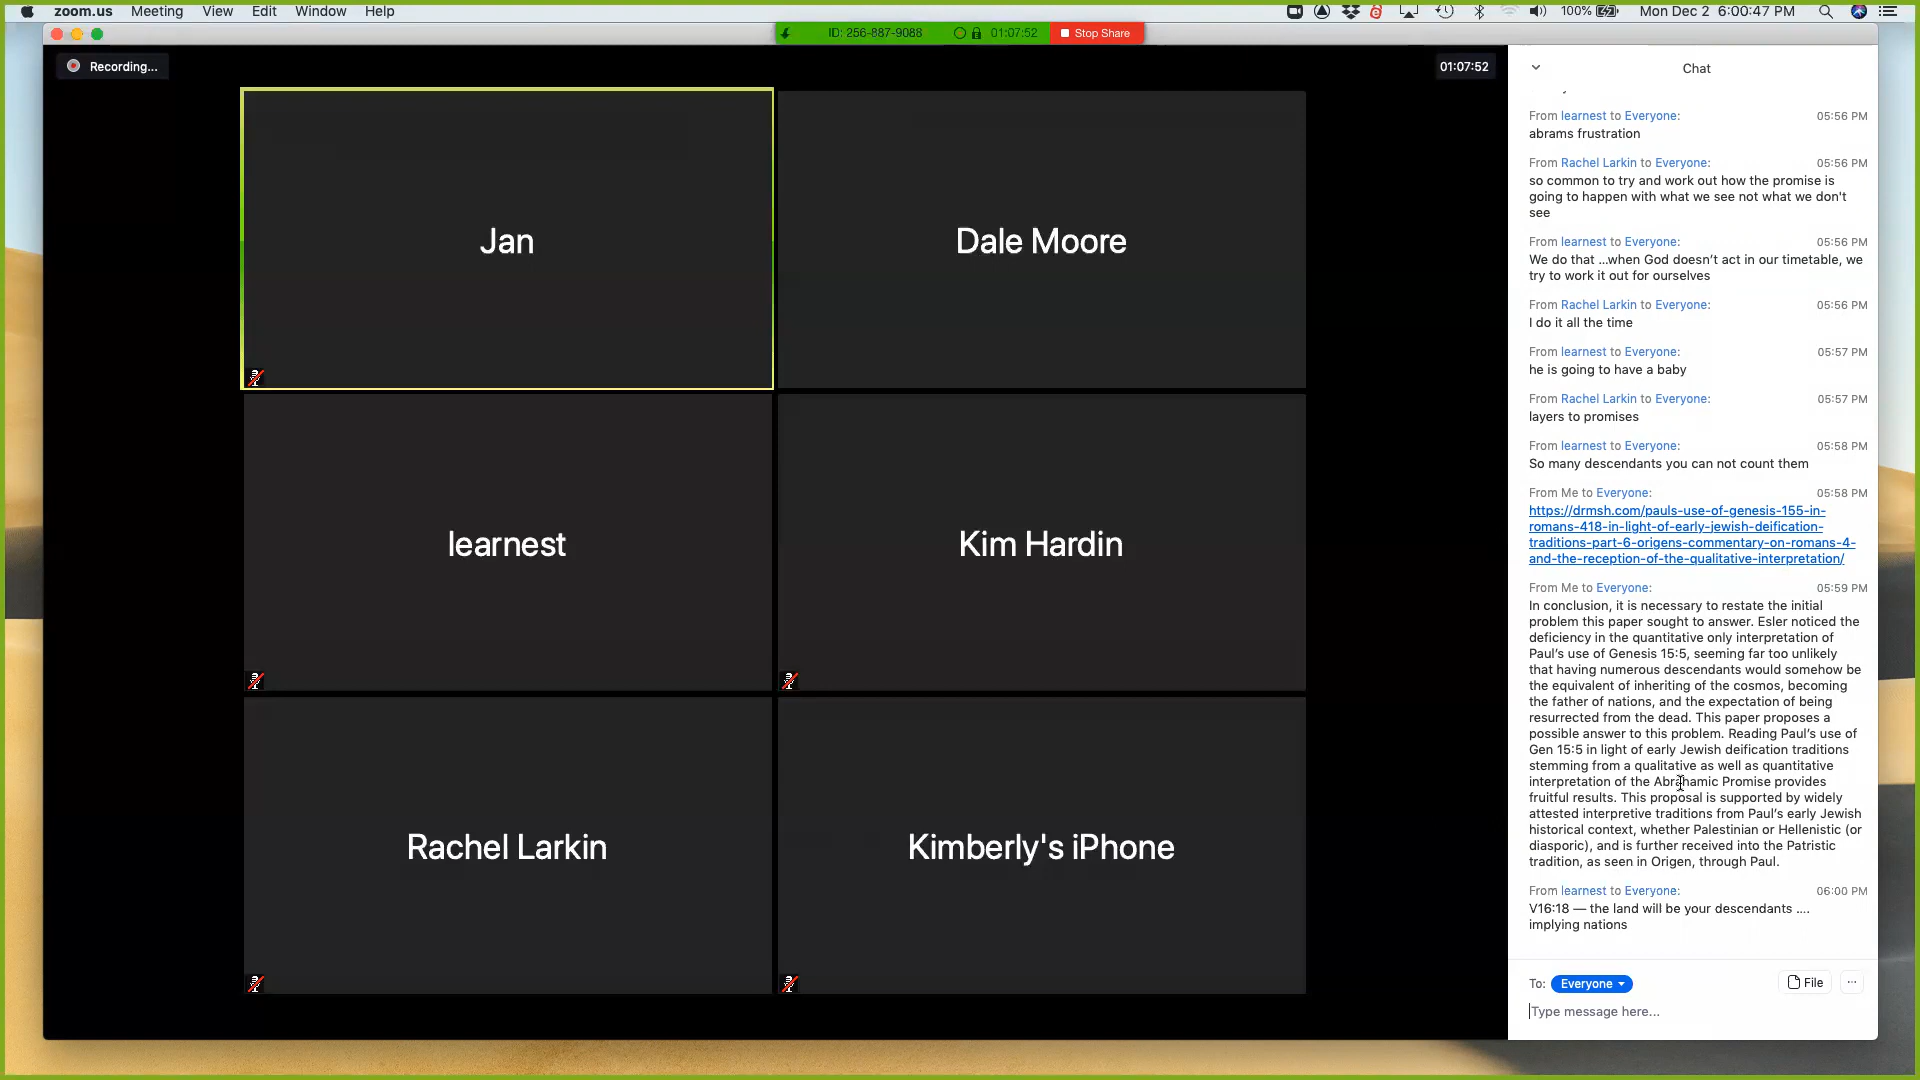 zoom.us Meeting View Edit Window Help
100% Mon Dec 2 6:00:47 PM
ID: 256-887-9088 01:07:52 Stop Share
Recording...
01:07:52
Jan
Dale Moore
learnest
Kim Hardin
Rachel Larkin
Kimberly's iPhone
Chat
From learnest to Everyone: 05:56 PM
abrams frustration
From Rachel Larkin to Everyone: 05:56 PM
so common to try and work out how the promise is
going to happen with what we see not what we don't
see
From learnest to Everyone: 05:56 PM
We do that ...when God doesn’t act in our timetable, we
try to work it out for ourselves
From Rachel Larkin to Everyone: 05:56 PM
I do it all the time
From learnest to Everyone: 05:57 PM
he is going to have a baby
From Rachel Larkin to Everyone: 05:57 PM
layers to promises
From learnest to Everyone: 05:58 PM
So many descendants you can not count them
From Me to Everyone: 05:58 PM
https://drmsh.com/pauls-use-of-genesis-155-in-
romans-418-in-light-of-early-jewish-deification-
traditions-part-6-origens-commentary-on-romans-4-
and-the-reception-of-the-qualitative-interpretation/
From Me to Everyone: 05:59 PM
In conclusion, it is necessary to restate the initial
problem this paper sought to answer. Esler noticed the
deficiency in the quantitative only interpretation of
Paul’s use of Genesis 15:5, seeming far too unlikely
that having numerous descendants would somehow be
the equivalent of inheriting of the cosmos, becoming
the father of nations, and the expectation of being
resurrected from the dead. This paper proposes a
possible answer to this problem. Reading Paul’s use of
Gen 15:5 in light of early Jewish deification traditions
stemming from a qualitative as well as quantitative
interpretation of the Abrahamic Promise provides
fruitful results. This proposal is supported by widely
attested interpretive traditions from Paul’s early Jewish
historical context, whether Palestinian or Hellenistic (or
diasporic), and is further received into the Patristic
tradition, as seen in Origen, through Paul.
From learnest to Everyone: 06:00 PM
V16:18 — the land will be your descendants ....
implying nations
To: Everyone File ...
Type message here...